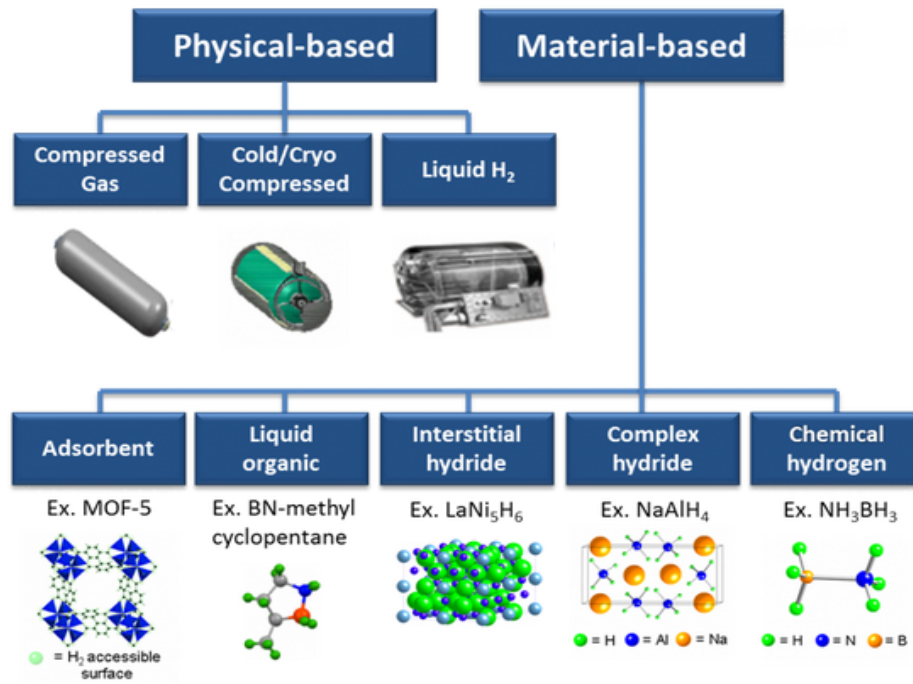 Physical-based
Material-based
Compressed
Gas
Cold/Cryo
Compressed
Liquid H₂
Adsorbent
Liquid
organic
Interstitial
hydride
Complex
hydride
Chemical
hydrogen
Ex. MOF-5
Ex. BN-methyl
cyclopentane
Ex. LaNi₅H₆
Ex. NaAlH₄
Ex. NH₃BH₃
= H₂ accessible
surface
= H = Al = Na
= H = N = B